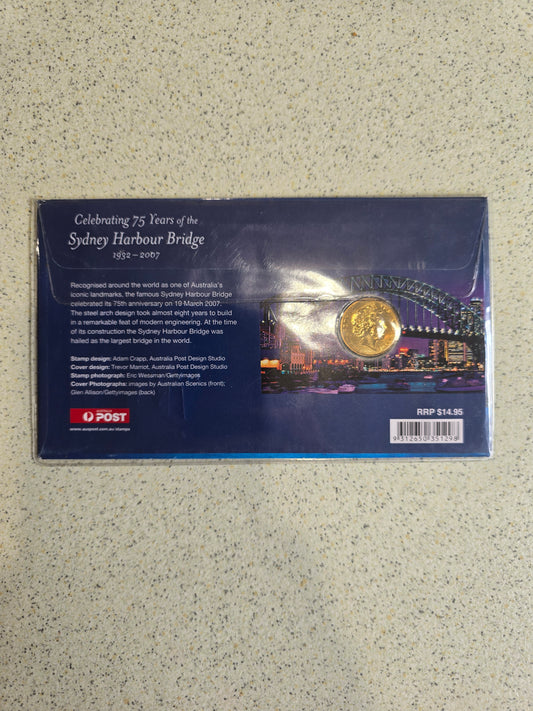 Celebrating 75 Years of the
Sydney Harbour Bridge
1932 – 2007
Recognised around the world as one of Australia's
iconic landmarks, the famous Sydney Harbour Bridge
celebrated its 75th anniversary on 19 March 2007.
The steel arch design took almost eight years to build
in a remarkable feat of modern engineering. At the time
of its construction the Sydney Harbour Bridge was
hailed as the largest bridge in the world.
Stamp design: Adam Crapp, Australia Post Design Studio
Cover design: Trevor Marriot, Australia Post Design Studio
Stamp photograph: Eric Wessman/Gettyimages
Cover Photographs: images by Australian Scenics (front);
Glen Allison/Gettyimages (back)
AUSTRALIA
POST
www.auspost.com.au/stamps
RRP $14.95
9 312650 351298